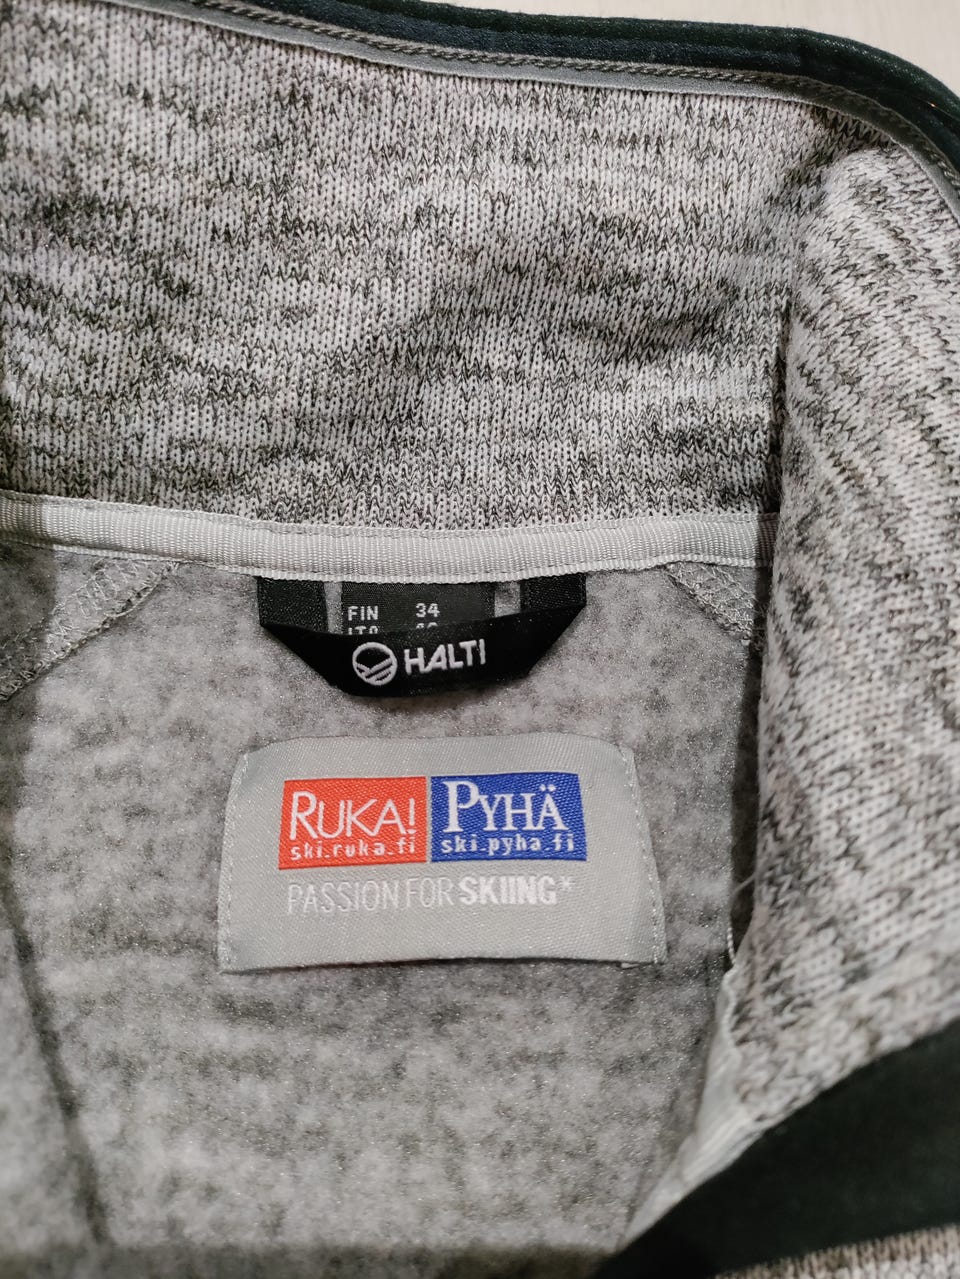 FIN 34
HALTI
RUKA! PYHÄ
ski.ruka.fi ski.pyha.fi
PASSION FOR SKIING*